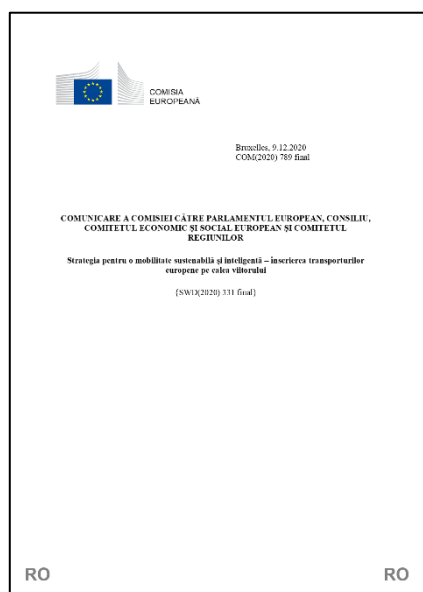 COMISIA
EUROPEANĂ
Bruxelles, 9.12.2020
COM(2020) 789 final
COMUNICARE A COMISIEI CĂTRE PARLAMENTUL EUROPEAN, CONSILIU,
COMITETUL ECONOMIC ȘI SOCIAL EUROPEAN ȘI COMITETUL
REGIUNILOR
Strategia pentru o mobilitate sustenabilă și inteligentă – înscrierea transporturilor
europene pe calea viitorului
{SWD(2020) 331 final}
RO RO